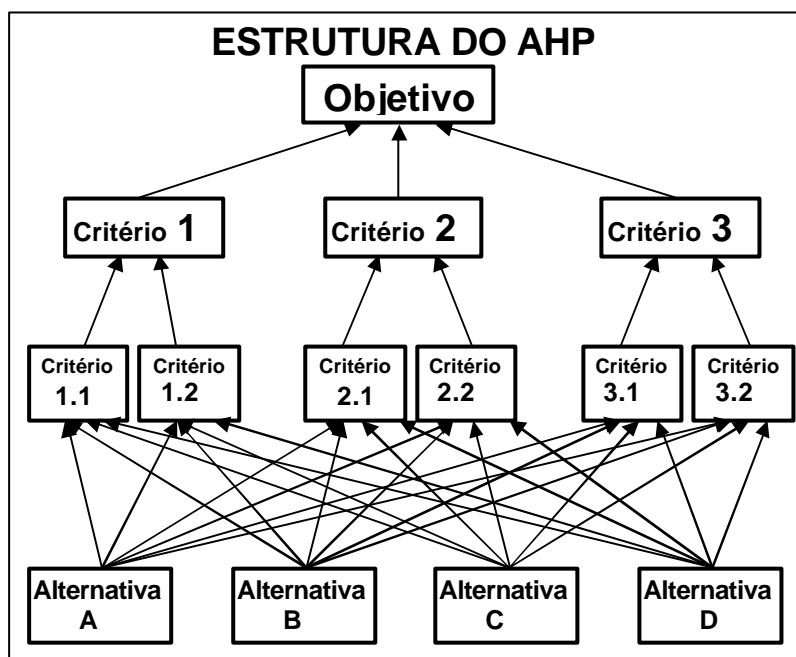 ESTRUTURA DO AHP
Objetivo
Critério 1
Critério 2
Critério 3
Critério
1.1
Critério
1.2
Critério
2.1
Critério
2.2
Critério
3.1
Critério
3.2
Alternativa
A
Alternativa
B
Alternativa
C
Alternativa
D